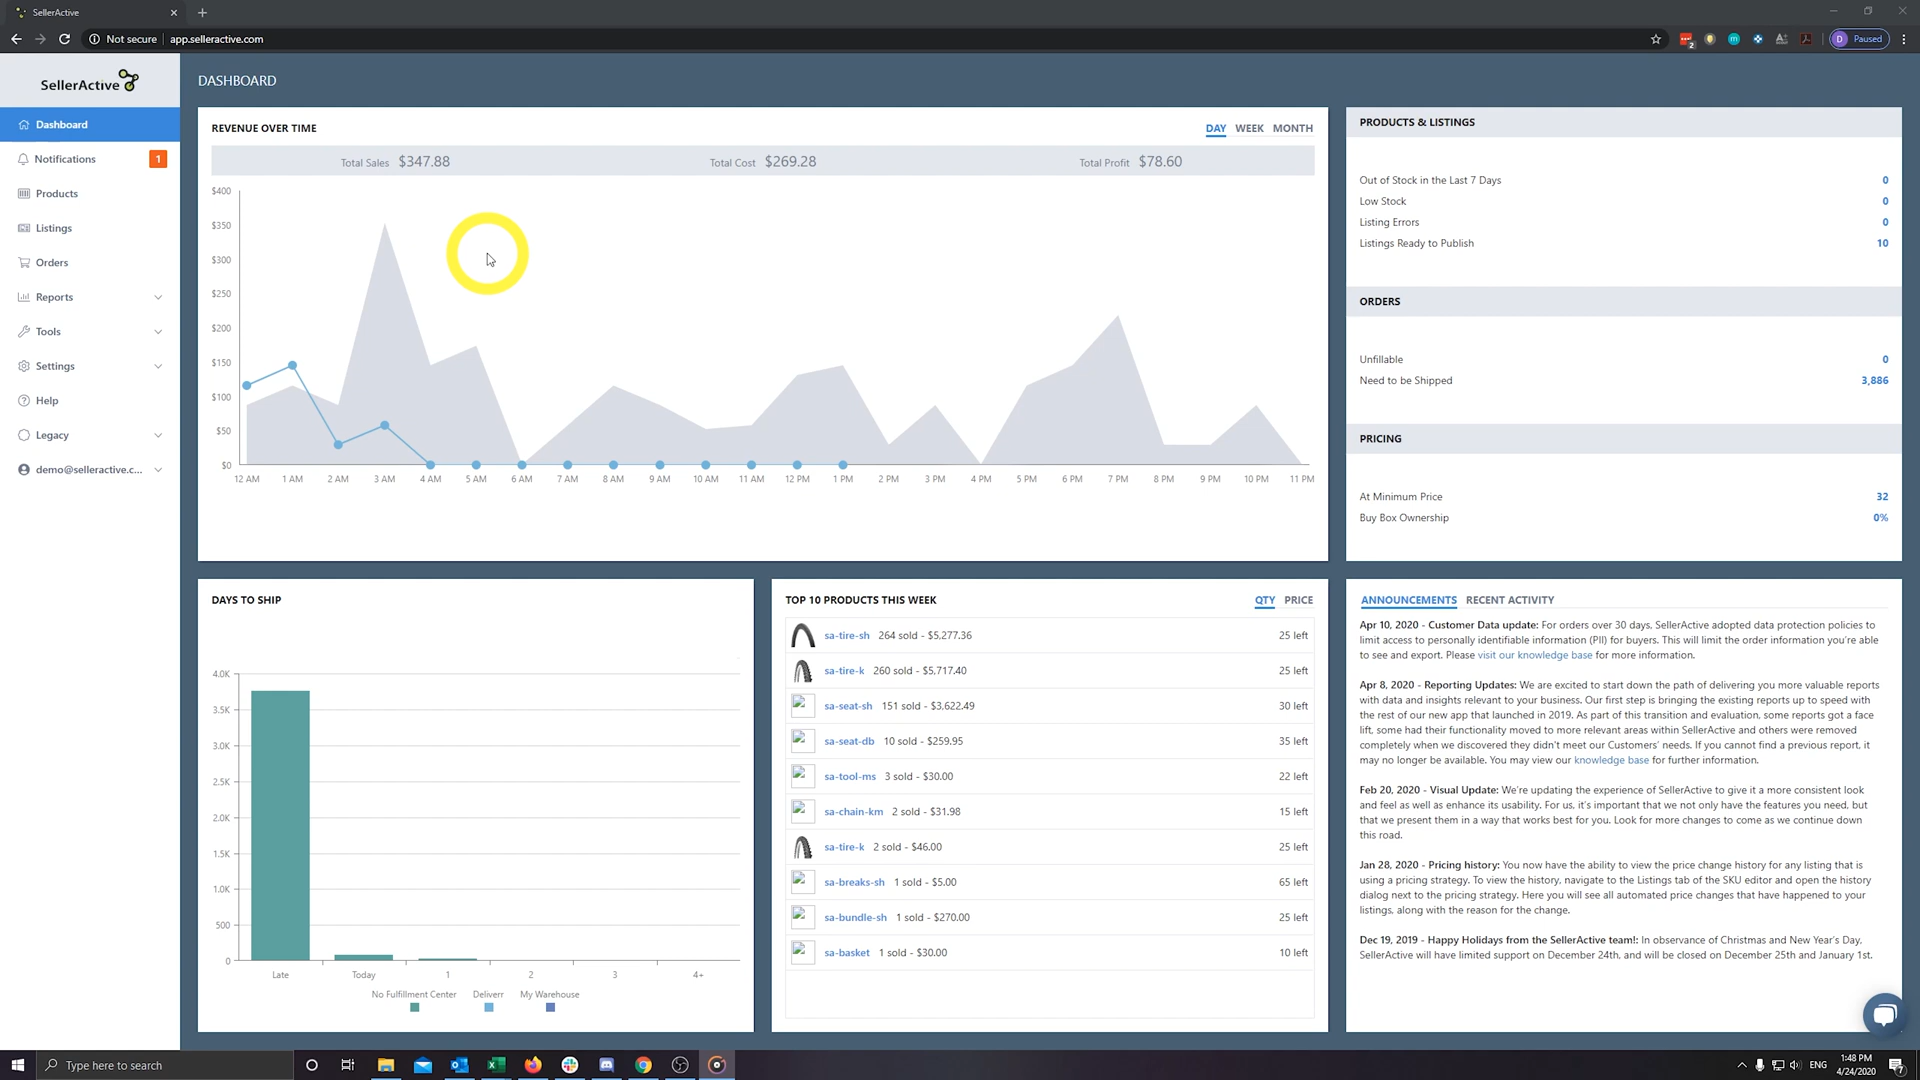 SellerActive
Not secure
app.selleractive.com
2
D
Paused
SellerActive
Dashboard
Notifications
1
Products
Listings
Orders
Reports
Tools
Settings
Help
Legacy
demo@selleractive.c...
DASHBOARD
REVENUE OVER TIME
DAY WEEK MONTH
Total Sales $347.88
Total Cost $269.28
Total Profit $78.60
$400
$350
$300
$250
$200
$150
$100
$50
$0
12 AM 1 AM 2 AM 3 AM 4 AM 5 AM 6 AM 7 AM 8 AM 9 AM 10 AM 11 AM 12 PM 1 PM 2 PM 3 PM 4 PM 5 PM 6 PM 7 PM 8 PM 9 PM 10 PM 11 PM
PRODUCTS & LISTINGS
Out of Stock in the Last 7 Days 0
Low Stock 0
Listing Errors 0
Listings Ready to Publish 10
ORDERS
Unfillable 0
Need to be Shipped 3,886
PRICING
At Minimum Price 32
Buy Box Ownership 0%
DAYS TO SHIP
4.0K
3.5K
3.0K
2.5K
2.0K
1.5K
1.0K
500
0
Late Today 1 2 3 4+
No Fulfillment Center Deliverr My Warehouse
TOP 10 PRODUCTS THIS WEEK
QTY PRICE
sa-tire-sh 264 sold - $5,277.36 25 left
sa-tire-k 260 sold - $5,717.40 25 left
sa-seat-sh 151 sold - $3,622.49 30 left
sa-seat-db 10 sold - $259.95 35 left
sa-tool-ms 3 sold - $30.00 22 left
sa-chain-km 2 sold - $31.98 15 left
sa-tire-k 2 sold - $46.00 25 left
sa-breaks-sh 1 sold - $5.00 65 left
sa-bundle-sh 1 sold - $270.00 25 left
sa-basket 1 sold - $30.00 10 left
ANNOUNCEMENTS RECENT ACTIVITY
Apr 10, 2020 - Customer Data update: For orders over 30 days, SellerActive adopted data protection policies to
limit access to personally identifiable information (PII) for buyers. This will limit the order information you're able
to see and export. Please visit our knowledge base for more information.
Apr 8, 2020 - Reporting Updates: We are excited to start down the path of delivering you more valuable reports
with data and insights relevant to your business. Our first step is bringing the existing reports up to speed with
the rest of our new app that launched in 2019. As part of this transition and evaluation, some reports got a face
lift, some had their functionality moved to more relevant areas within SellerActive and others were removed
completely when we discovered they didn't meet our Customers' needs. If you cannot find a previous report, it
may no longer be available. You may view our knowledge base for further information.
Feb 20, 2020 - Visual Update: We're updating the experience of SellerActive to give it a more consistent look
and feel as well as enhance its usability. For us, it's important that we not only have the features you need, but
that we present them in a way that works best for you. Look for more changes to come as we continue down
this road.
Jan 28, 2020 - Pricing history: You now have the ability to view the price change history for any listing that is
using a pricing strategy. To view the history, navigate to the Listings tab of the SKU editor and open the history
dialog next to the pricing strategy. Here you will see all automated price changes that have happened to your
listings, along with the reason for the change.
Dec 19, 2019 - Happy Holidays from the SellerActive team!: In observance of Christmas and New Year's Day,
SellerActive will have limited support on December 24th, and will be closed on December 25th and January 1st.
Type here to search
ENG
1:48 PM
4/24/2020
7